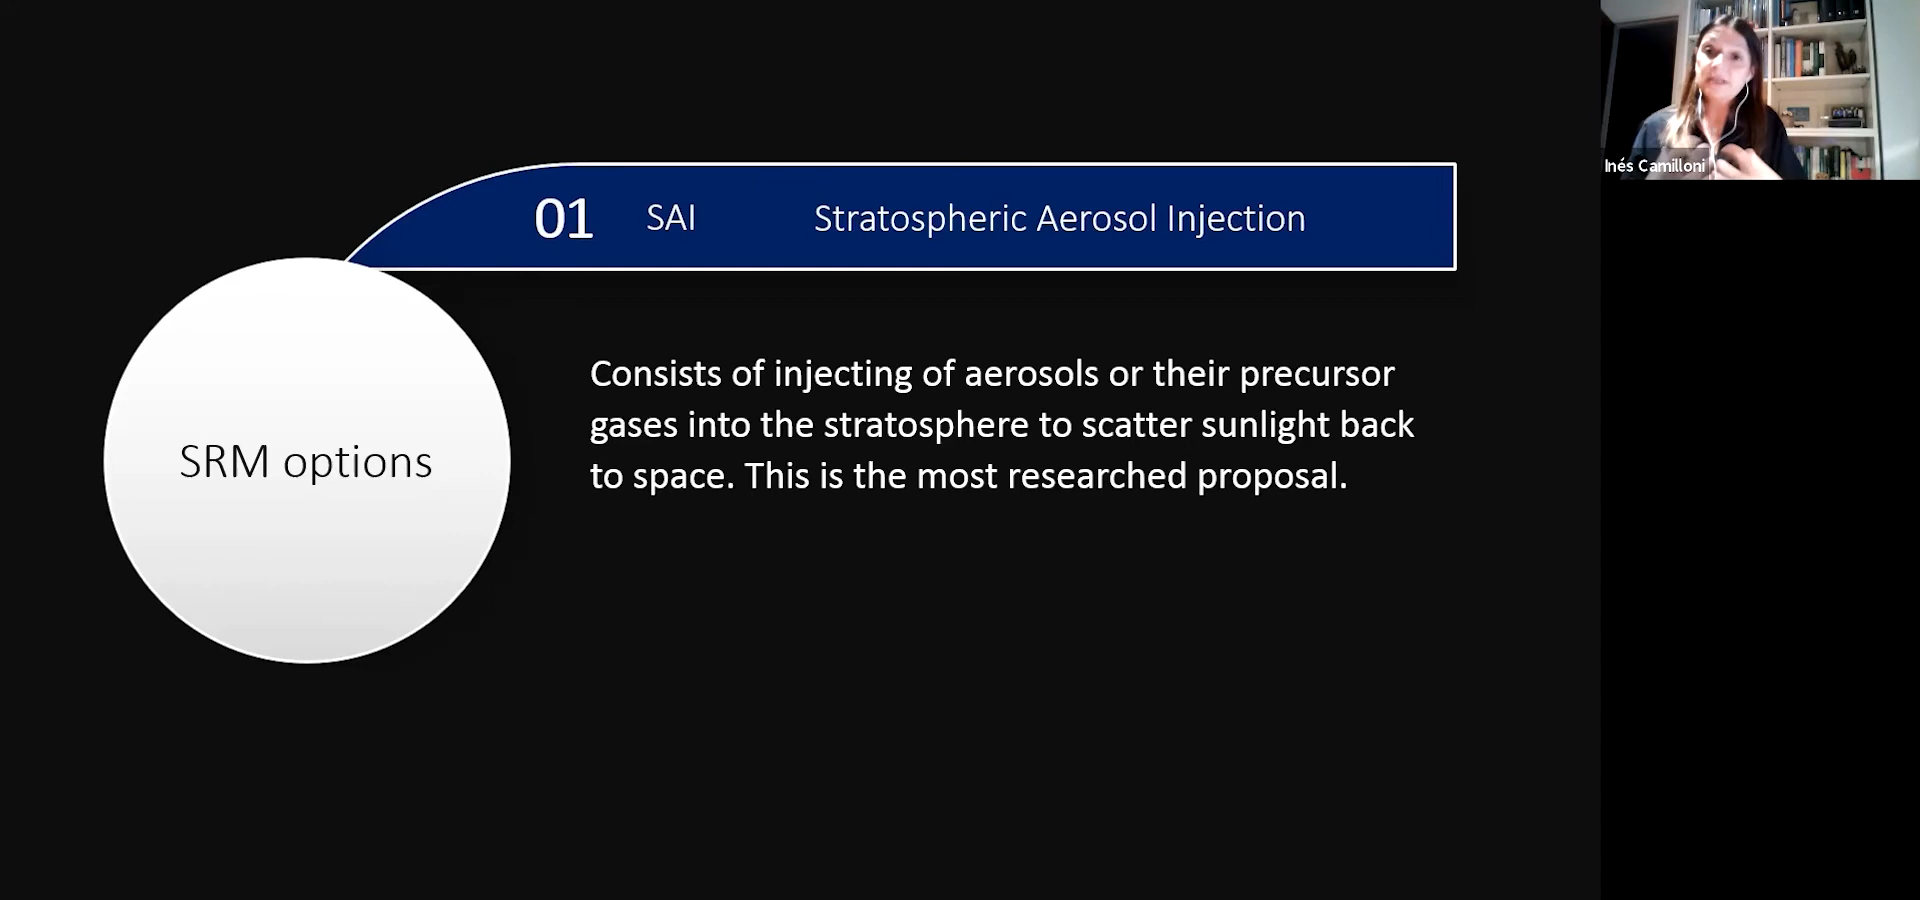 01 SAI Stratospheric Aerosol Injection
SRM options
Consists of injecting of aerosols or their precursor
gases into the stratosphere to scatter sunlight back
to space. This is the most researched proposal.
Inés Camilloni